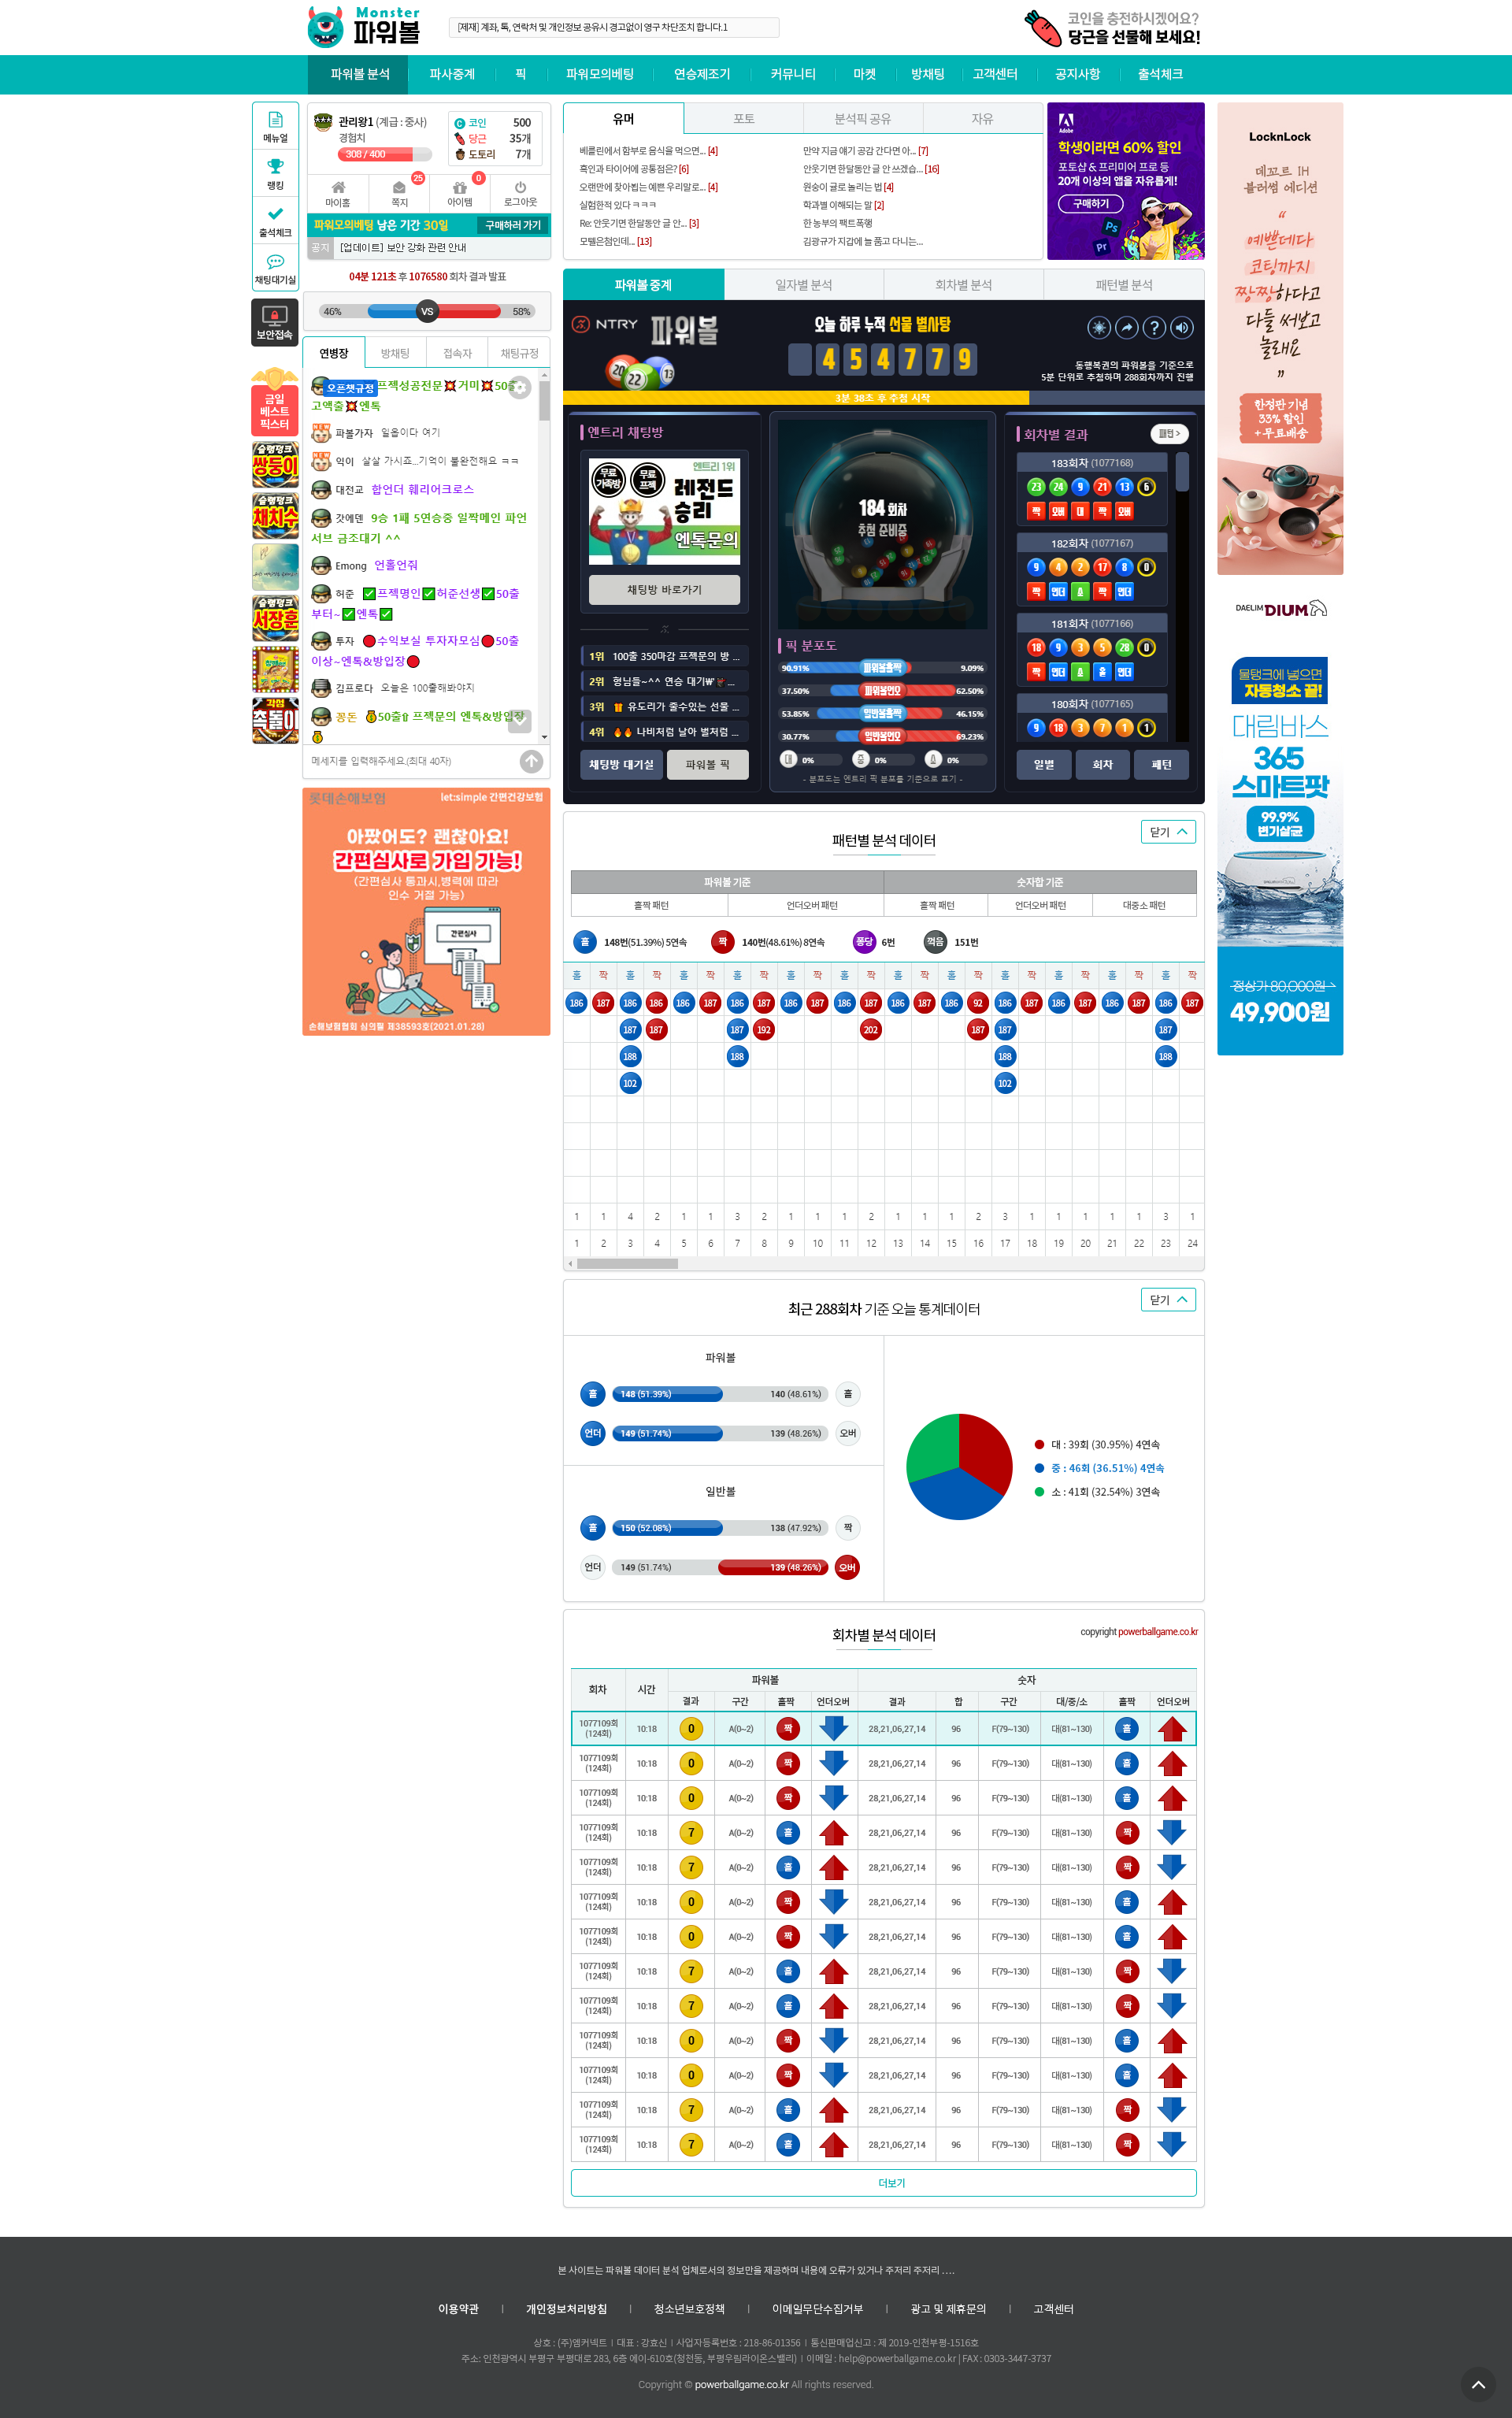 Monster
파워볼
[제재] 계좌, 톡, 연락처 및 개인정보 공유시 경고없이 영구 차단조치 합니다.1
코인을 충전하시겠어요?
당근을 선물해 보세요!
파워볼 분석 파사중계 픽 파워모의베팅 연승제조기 커뮤니티 마켓 방채팅 고객센터 공지사항 출석체크
메뉴얼
랭킹
출석체크
채팅대기실
보안접속
금일
베스트
픽스터
슬램덩크
쌍둥이
슬램덩크
채치수
슬램덩크
서장훈
관리왕1 (계급 : 중사)
경험치
308 / 400
코인 500
당근 35개
도토리 7개
마이홈 쪽지 25 아이템 0 로그아웃
파워모의베팅 남은 기간 30일 구매하러 가기
공지 [업데이트] 보안 강화 관련 안내
04분 121초 후 1076580 회차 결과 발표
46% VS 58%
연병장 방채팅 접속자 채팅규정
오픈챗규정 프젝성공전문 거미 50출
고액출 엔톡
파볼가자 일욥이다 여기
익이 살살 가시죠...기억이 불완전해요 ㅋㅋ
대전교 합언더 훼리어크로스
갓에덴 9승 1패 5연승중 일짝메인 파언
서브 금조대기 ^^
Emong 언홀언줘
허준 프젝명인 허준선생 50출
부터~ 엔톡
투자 수익보실 투자자모심 50출
이상~엔톡&방입장
김프로다 오늘은 100출해봐야지
꽁돈 50출⇑ 프젝문의 엔톡&방입장
메세지를 입력해주세요.(최대 40자)
롯데손해보험 let:simple 간편건강보험
아팠어도? 괜찮아요!
간편심사로 가입 가능!
(간편심사 통과시,병력에 따라
인수 거절 가능)
간편심사
손해보험협회 심의필 제38593호(2021.01.28)
유머 포토 분석픽 공유 자유
베를린에서 함부로 음식을 먹으면... [4]
흑인과 타이어에 공통점은? [6]
오랜만에 찾아뵙는 예쁜 우리말로... [4]
실험한적 있다 ㅋㅋㅋ
Re: 안웃기면 한달동안 글 안... [3]
모델은첨인데... [13]
만약 지금 얘기 공감 간다면 아... [7]
안웃기면 한달동안 글 안 쓰겠습... [16]
원숭이 귤로 놀리는 법 [4]
학과별 이해되는 말 [2]
한 농부의 팩트폭행
김광규가 지갑에 늘 품고 다니는...
Adobe
학생이라면 60% 할인
포토샵 & 프리미어 프로 등
20개 이상의 앱을 자유롭게!
구매하기
Ps
Pr
파워볼 중계 일자별 분석 회차별 분석 패턴별 분석
NTRY 파워볼
22 13
오늘 하루 누적 선물 별사탕
4 5 4 7 7 9
동행복권의 파워볼을 기준으로
5분 단위로 추첨하며 288회차까지 진행
3분 38초 후 추첨 시작
엔트리 채팅방
무료 가족방
무료 프젝
엔트리 1위
레전드
승리
엔톡문의
채팅방 바로가기
1위 100출 350마감 프젝문의 방 ...
2위 형님들~^^ 연승 대기₩ ...
3위 유도리가 줄수있는 선물 ...
4위 나비처럼 날아 벌처럼 ...
채팅방 대기실 파워볼 픽
184 회차
추첨 준비중
픽 분포도
90.91% 파워볼홀짝 9.09%
37.50% 파워볼언오 62.50%
53.85% 일반볼홀짝 46.15%
30.77% 일반볼언오 69.23%
대 0% 중 0% 소 0%
- 분포도는 엔트리 픽 분포를 기준으로 표기 -
회차별 결과 패턴 >
183회차 (1077168)
23 24 9 21 13 6
짝 오버 대 짝 오버
182회차 (1077167)
9 4 2 17 8 0
짝 언더 소 짝 언더
181회차 (1077166)
18 9 3 5 28 0
짝 언더 소 홀 언더
180회차 (1077165)
9 18 3 7 1 1
일별 회차 패턴
패턴별 분석 데이터
닫기
파워볼 기준 숫자합 기준
홀짝 패턴 언더오버 패턴 홀짝 패턴 언더오버 패턴 대중소 패턴
홀 148번(51.39%) 5연속 짝 140번(48.61%) 8연속 퐁당 6번 꺽음 151번
홀 짝 홀 짝 홀 짝 홀 짝 홀 짝 홀 짝 홀 짝 홀 짝 홀 짝 홀 짝 홀 짝 홀 짝
186 187 186 186 186 187 186 187 186 187 186 187 186 187 186 92 186 187 186 187 186 187 186 187
187 187 187 192 202 187 187 187
188 188 188 188
102 102
1 1 4 2 1 1 3 2 1 1 1 2 1 1 1 2 3 1 1 1 1 1 3 1
1 2 3 4 5 6 7 8 9 10 11 12 13 14 15 16 17 18 19 20 21 22 23 24
최근 288회차 기준 오늘 통계데이터
닫기
파워볼
홀 148 (51.39%) 140 (48.61%) 홀
언더 149 (51.74%) 139 (48.26%) 오버
일반볼
홀 150 (52.08%) 138 (47.92%) 짝
언더 149 (51.74%) 139 (48.26%) 오버
대 : 39회 (30.95%) 4연속
중 : 46회 (36.51%) 4연속
소 : 41회 (32.54%) 3연속
회차별 분석 데이터
copyright powerballgame.co.kr
회차 시간 파워볼 숫자
결과 구간 홀짝 언더오버 결과 합 구간 대/중/소 홀짝 언더오버
1077109회
(124회) 10:18 0 A(0~2) 짝 28,21,06,27,14 96 F(79~130) 대(81~130) 홀
1077109회
(124회) 10:18 0 A(0~2) 짝 28,21,06,27,14 96 F(79~130) 대(81~130) 홀
1077109회
(124회) 10:18 0 A(0~2) 짝 28,21,06,27,14 96 F(79~130) 대(81~130) 홀
1077109회
(124회) 10:18 7 A(0~2) 홀 28,21,06,27,14 96 F(79~130) 대(81~130) 짝
1077109회
(124회) 10:18 7 A(0~2) 홀 28,21,06,27,14 96 F(79~130) 대(81~130) 짝
1077109회
(124회) 10:18 0 A(0~2) 짝 28,21,06,27,14 96 F(79~130) 대(81~130) 홀
1077109회
(124회) 10:18 0 A(0~2) 짝 28,21,06,27,14 96 F(79~130) 대(81~130) 홀
1077109회
(124회) 10:18 7 A(0~2) 홀 28,21,06,27,14 96 F(79~130) 대(81~130) 짝
1077109회
(124회) 10:18 7 A(0~2) 홀 28,21,06,27,14 96 F(79~130) 대(81~130) 짝
1077109회
(124회) 10:18 0 A(0~2) 짝 28,21,06,27,14 96 F(79~130) 대(81~130) 홀
1077109회
(124회) 10:18 0 A(0~2) 짝 28,21,06,27,14 96 F(79~130) 대(81~130) 홀
1077109회
(124회) 10:18 7 A(0~2) 홀 28,21,06,27,14 96 F(79~130) 대(81~130) 짝
1077109회
(124회) 10:18 7 A(0~2) 홀 28,21,06,27,14 96 F(79~130) 대(81~130) 짝
더보기
LocknLock
데꼬르 IH
블러썸 에디션
“
예쁜데다
코팅까지
짱짱하다고
다들 써보고
놀래요
”
한정판 기념
33% 할인
+무료배송
DAELIM DIUM
물탱크에 넣으면
자동청소 끝!
대림바스
365
스마트팟
99.9%
변기살균
정상가 80,000원
49,900원
본 사이트는 파워볼 데이터 분석 업체로서의 정보만을 제공하며 내용에 오류가 있거나 주저리 주저리 ....
이용약관 | 개인정보처리방침 | 청소년보호정책 | 이메일무단수집거부 | 광고 및 제휴문의 | 고객센터
상호 : (주)엠커넥트 | 대표 : 강효신 | 사업자등록번호 : 218-86-01356 | 통신판매업신고 : 제 2019-인천부평-1516호
주소: 인천광역시 부평구 부평대로 283, 6층 에이-610호(청천동, 부평우림라이온스밸리) | 이메일 : help@powerballgame.co.kr | FAX : 0303-3447-3737
Copyright © powerballgame.co.kr All rights reserved.